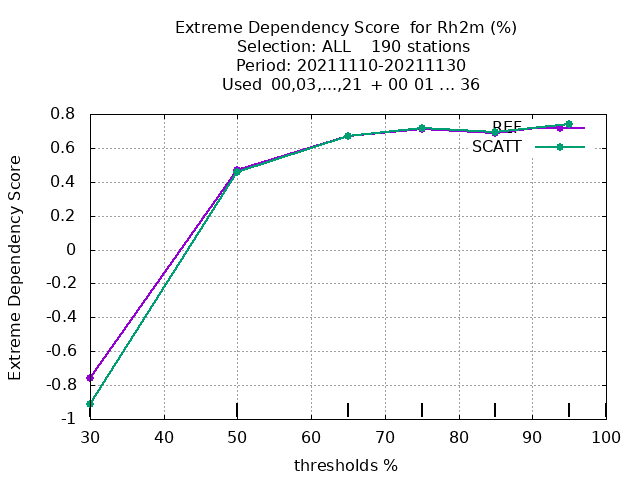 Extreme Dependency Score  for Rh2m (%)
Selection: ALL    190 stations
Period: 20211110-20211130
Used  00,03,...,21  + 00 01 ... 36
Extreme Dependency Score
0.8
0.6
0.4
0.2
0
-0.2
-0.4
-0.6
-0.8
-1
REF
SCATT
30 40 50 60 70 80 90 100
thresholds %